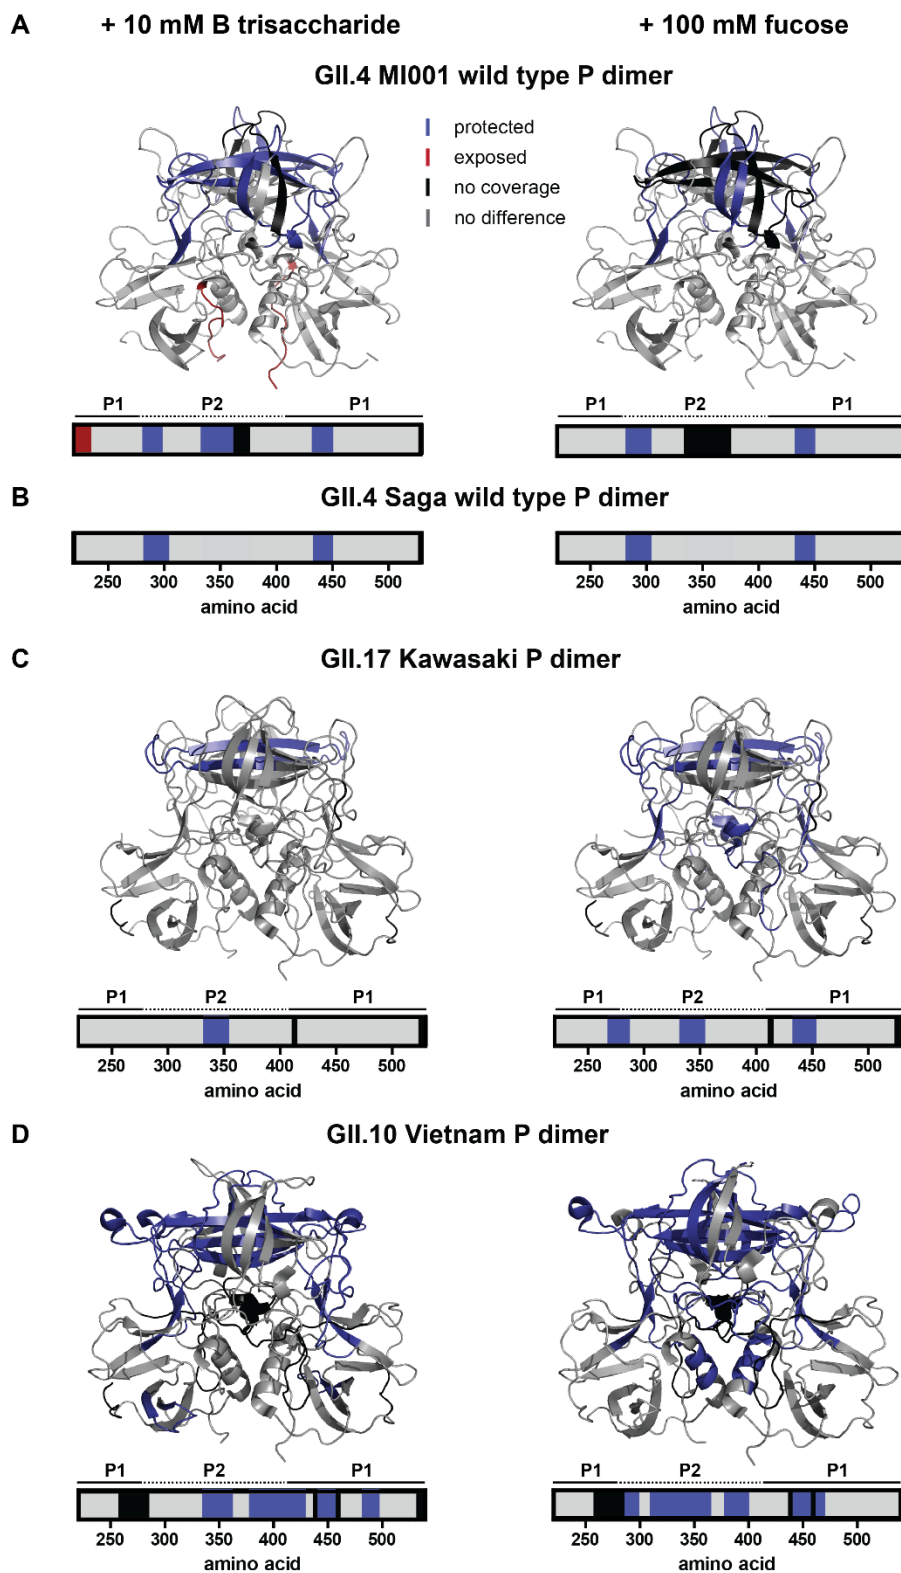 A + 10 mM B trisaccharide + 100 mM fucose
GII.4 MI001 wild type P dimer
protected
exposed
no coverage
no difference
P1 P2 P1 P1 P2 P1
B GII.4 Saga wild type P dimer
250 300 350 400 450 500 250 300 350 400 450 500
amino acid amino acid
C GII.17 Kawasaki P dimer
P1 P2 P1 P1 P2 P1
250 300 350 400 450 500 250 300 350 400 450 500
amino acid amino acid
D GII.10 Vietnam P dimer
P1 P2 P1 P1 P2 P1
250 300 350 400 450 500 250 300 350 400 450 500
amino acid amino acid